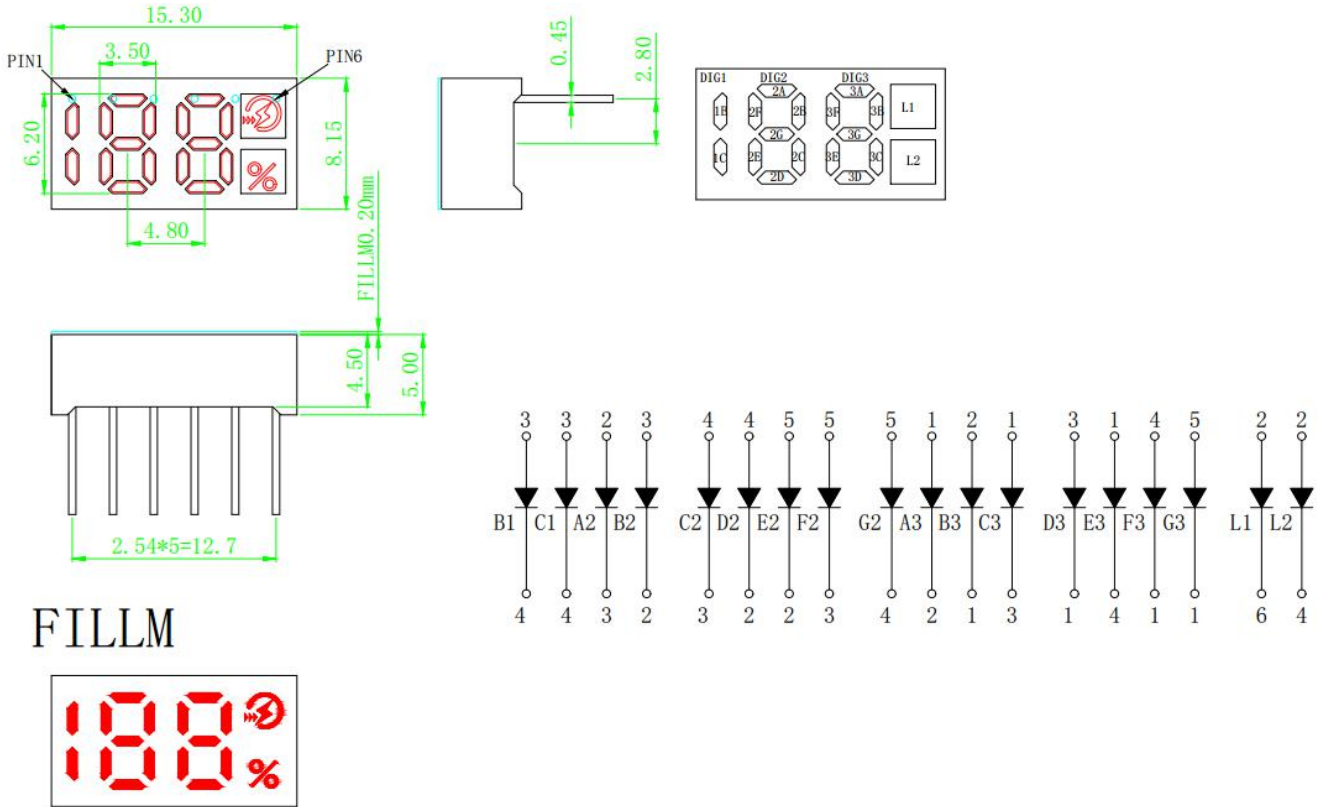 15.30
PIN1
3.50
PIN6
6.20
8.15
4.80
0.45
2.80
DIG1 DIG2 DIG3
2A 3A
1B 2F 2B 3F 3B L1
2G 3G
1C 2E 2C 3E 3C L2
2D 3D
FILLM0.20mm
4.50
5.00
2.54*5=12.7
3 3 2 3 4 4 5 5 5 1 2 1 3 1 4 5 2 2
B1 C1 A2 B2 C2 D2 E2 F2 G2 A3 B3 C3 D3 E3 F3 G3 L1 L2
4 4 3 2 3 2 2 3 4 2 1 3 1 4 1 1 6 4
FILLM
188
%